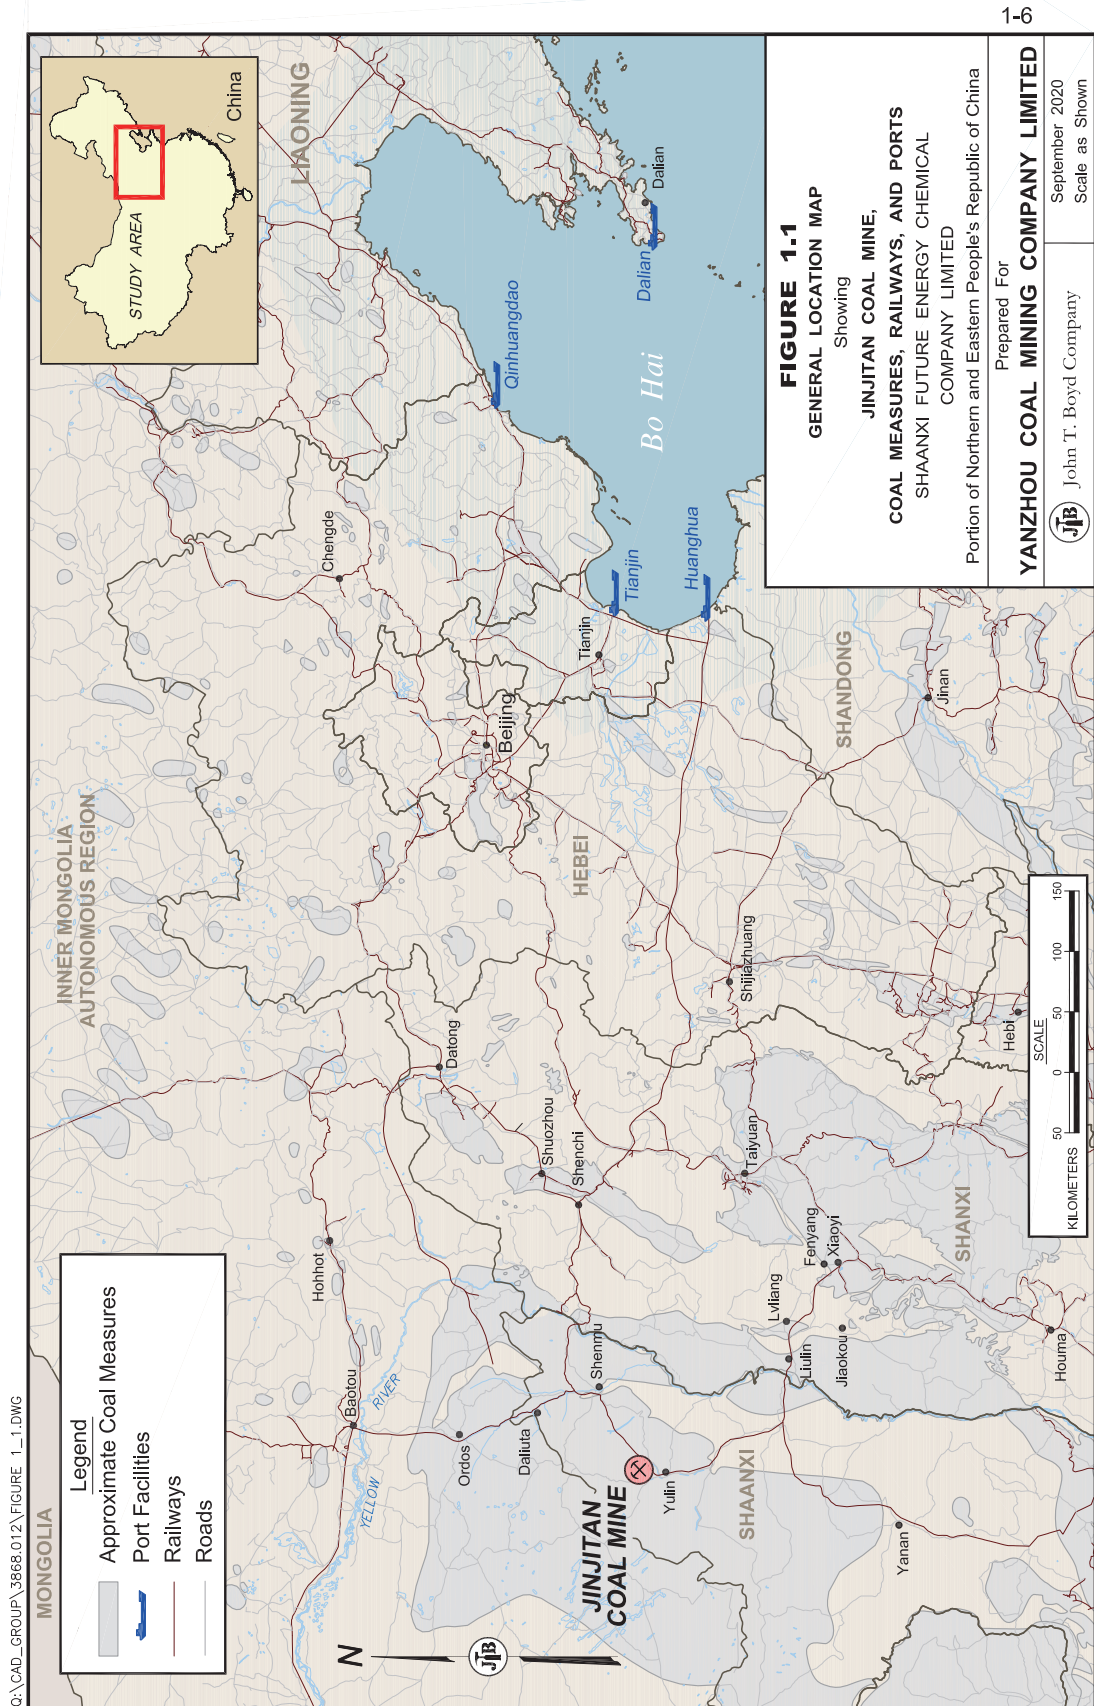 1-6
Q:\CAD_GROUP\3868.012\FIGURE 1_1.DWG
MONGOLIA
Legend
Approximate Coal Measures
Port Facilities
Railways
Roads
INNER MONGOLIA
AUTONOMOUS REGION
LIAONING
STUDY AREA
China
Hohhot
Baotou
YELLOW
RIVER
Ordos
Daliuta
Shenmu
JINJITAN
COAL MINE
Yulin
SHAANXI
Yanan
N
JTB
Datong
Shuozhou
Shenchi
Taiyuan
Fenyang
Xiaoyi
Lvliang
Liulin
Jiaokou
SHANXI
Houma
Chengde
Beijing
HEBEI
Tianjin
Tianjin
Huanghua
Qinhuangdao
Dalian
Dalian
Bo Hai
Shijiazhuang
SHANDONG
Jinan
Hebi
SCALE
50
0
50
100
150
KILOMETERS
FIGURE 1.1
GENERAL LOCATION MAP
Showing
JINJITAN COAL MINE,
COAL MEASURES, RAILWAYS, AND PORTS
SHAANXI FUTURE ENERGY CHEMICAL
COMPANY LIMITED
Portion of Northern and Eastern People's Republic of China
Prepared For
YANZHOU COAL MINING COMPANY LIMITED
JTB John T. Boyd Company
September 2020
Scale as Shown